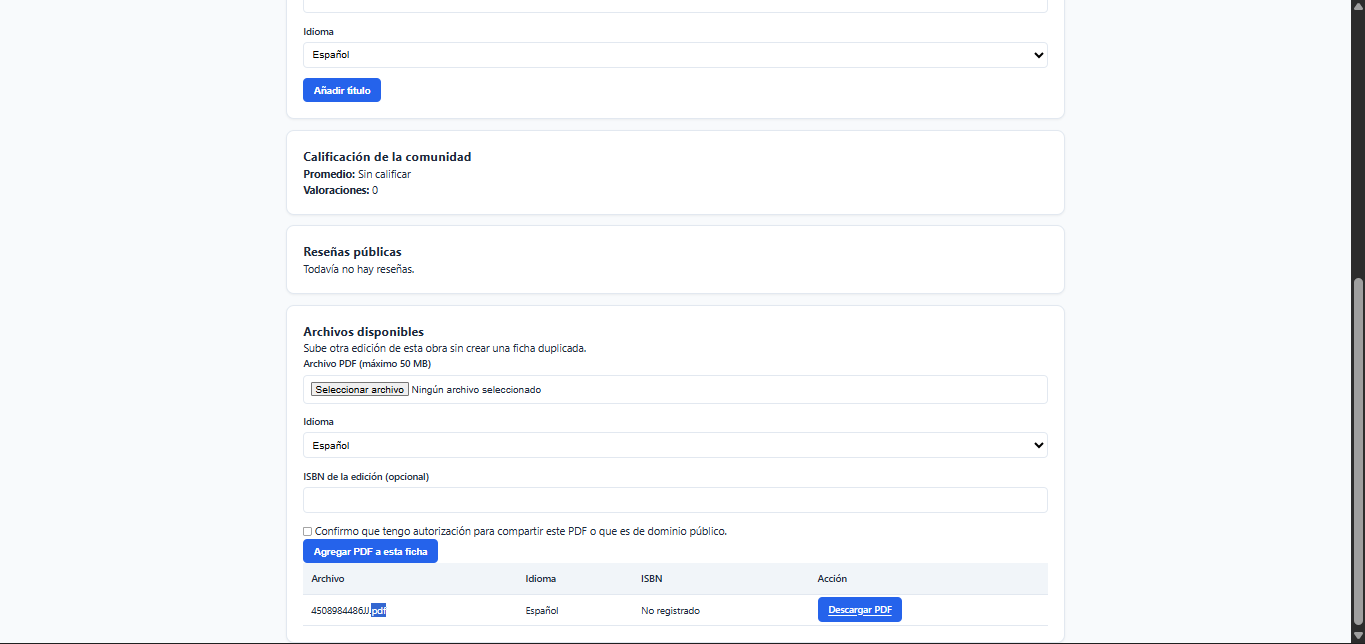 Idioma
Español
Añadir título
Calificación de la comunidad
Promedio: Sin calificar
Valoraciones: 0
Reseñas públicas
Todavía no hay reseñas.
Archivos disponibles
Sube otra edición de esta obra sin crear una ficha duplicada.
Archivo PDF (máximo 50 MB)
Seleccionar archivo Ningún archivo seleccionado
Idioma
Español
ISBN de la edición (opcional)
Confirmo que tengo autorización para compartir este PDF o que es de dominio público.
Agregar PDF a esta ficha
Archivo Idioma ISBN Acción
4508984486JJ.pdf Español No registrado Descargar PDF